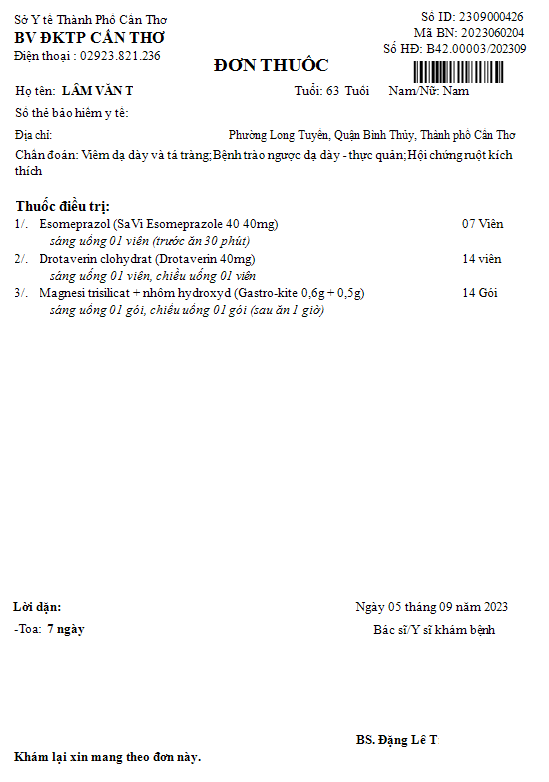 Sở Y tế Thành Phố Cần Thơ
Số ID: 2309000426
BV ĐKTP CẦN THƠ
Mã BN: 2023060204
Điện thoại : 02923.821.236
Số HĐ: B42.00003/202309
ĐƠN THUỐC
Họ tên: LÂM VĂN T
Tuổi: 63 Tuổi
Nam/Nữ: Nam
Số thẻ bảo hiểm y tế:
Địa chỉ:
Phường Long Tuyền, Quận Bình Thủy, Thành phố Cần Thơ
Chẩn đoán: Viêm dạ dày và tá tràng;Bệnh trào ngược dạ dày - thực quản;Hội chứng ruột kích
thích
Thuốc điều trị:
1/. Esomeprazol (SaVi Esomeprazole 40 40mg) 07 Viên
sáng uống 01 viên (trước ăn 30 phút)
2/. Drotaverin clohydrat (Drotaverin 40mg) 14 viên
sáng uống 01 viên, chiều uống 01 viên
3/. Magnesi trisilicat + nhôm hydroxyd (Gastro-kite 0,6g + 0,5g) 14 Gói
sáng uống 01 gói, chiều uống 01 gói (sau ăn 1 giờ)
Lời dặn:
Ngày 05 tháng 09 năm 2023
-Toa: 7 ngày
Bác sĩ/Y sĩ khám bệnh
BS. Đặng Lê T
Khám lại xin mang theo đơn này.